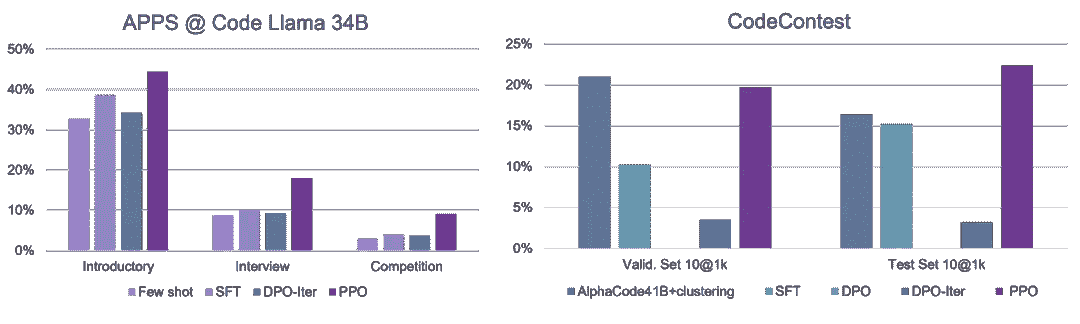 APPS @ Code Llama 34B
50%
40%
30%
20%
10%
0%
Introductory Interview Competition
Few shot SFT DPO-Iter PPO
CodeContest
25%
20%
15%
10%
5%
0%
Valid. Set 10@1k Test Set 10@1k
AlphaCode41B+clustering SFT DPO DPO-Iter PPO